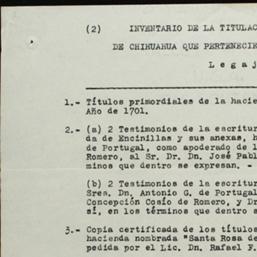 (2) INVENTARIO DE LA TITULAC
DE CHIHUAHUA QUE PERTENECIE
L e g a j
1.- Títulos primordiales de la hacie
Año de 1701.
2.- (a) 2 Testimonios de la escritur
da de Encinillas y sus anexas, h
de Portugal, como apoderado de l
Romero, al Sr. Dr. Dn. José Pabl
minos que dentro se expresan. -
(b) 2 Testimonios de la escritur
Sres. Dn. Antonio G. de Portugal
Concepción Cosío de Romero, y Dr
sí, en los términos que dentro s
3.- Copia certificada de los títulos
hacienda nombrada "Santa Rosa de
pedida por el Lic. Dn. Rafael F.